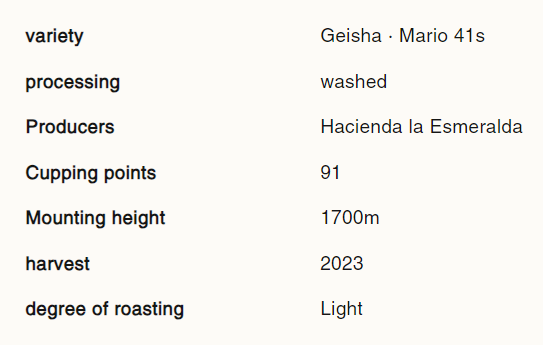 variety Geisha · Mario 41s
processing washed
Producers Hacienda la Esmeralda
Cupping points 91
Mounting height 1700m
harvest 2023
degree of roasting Light